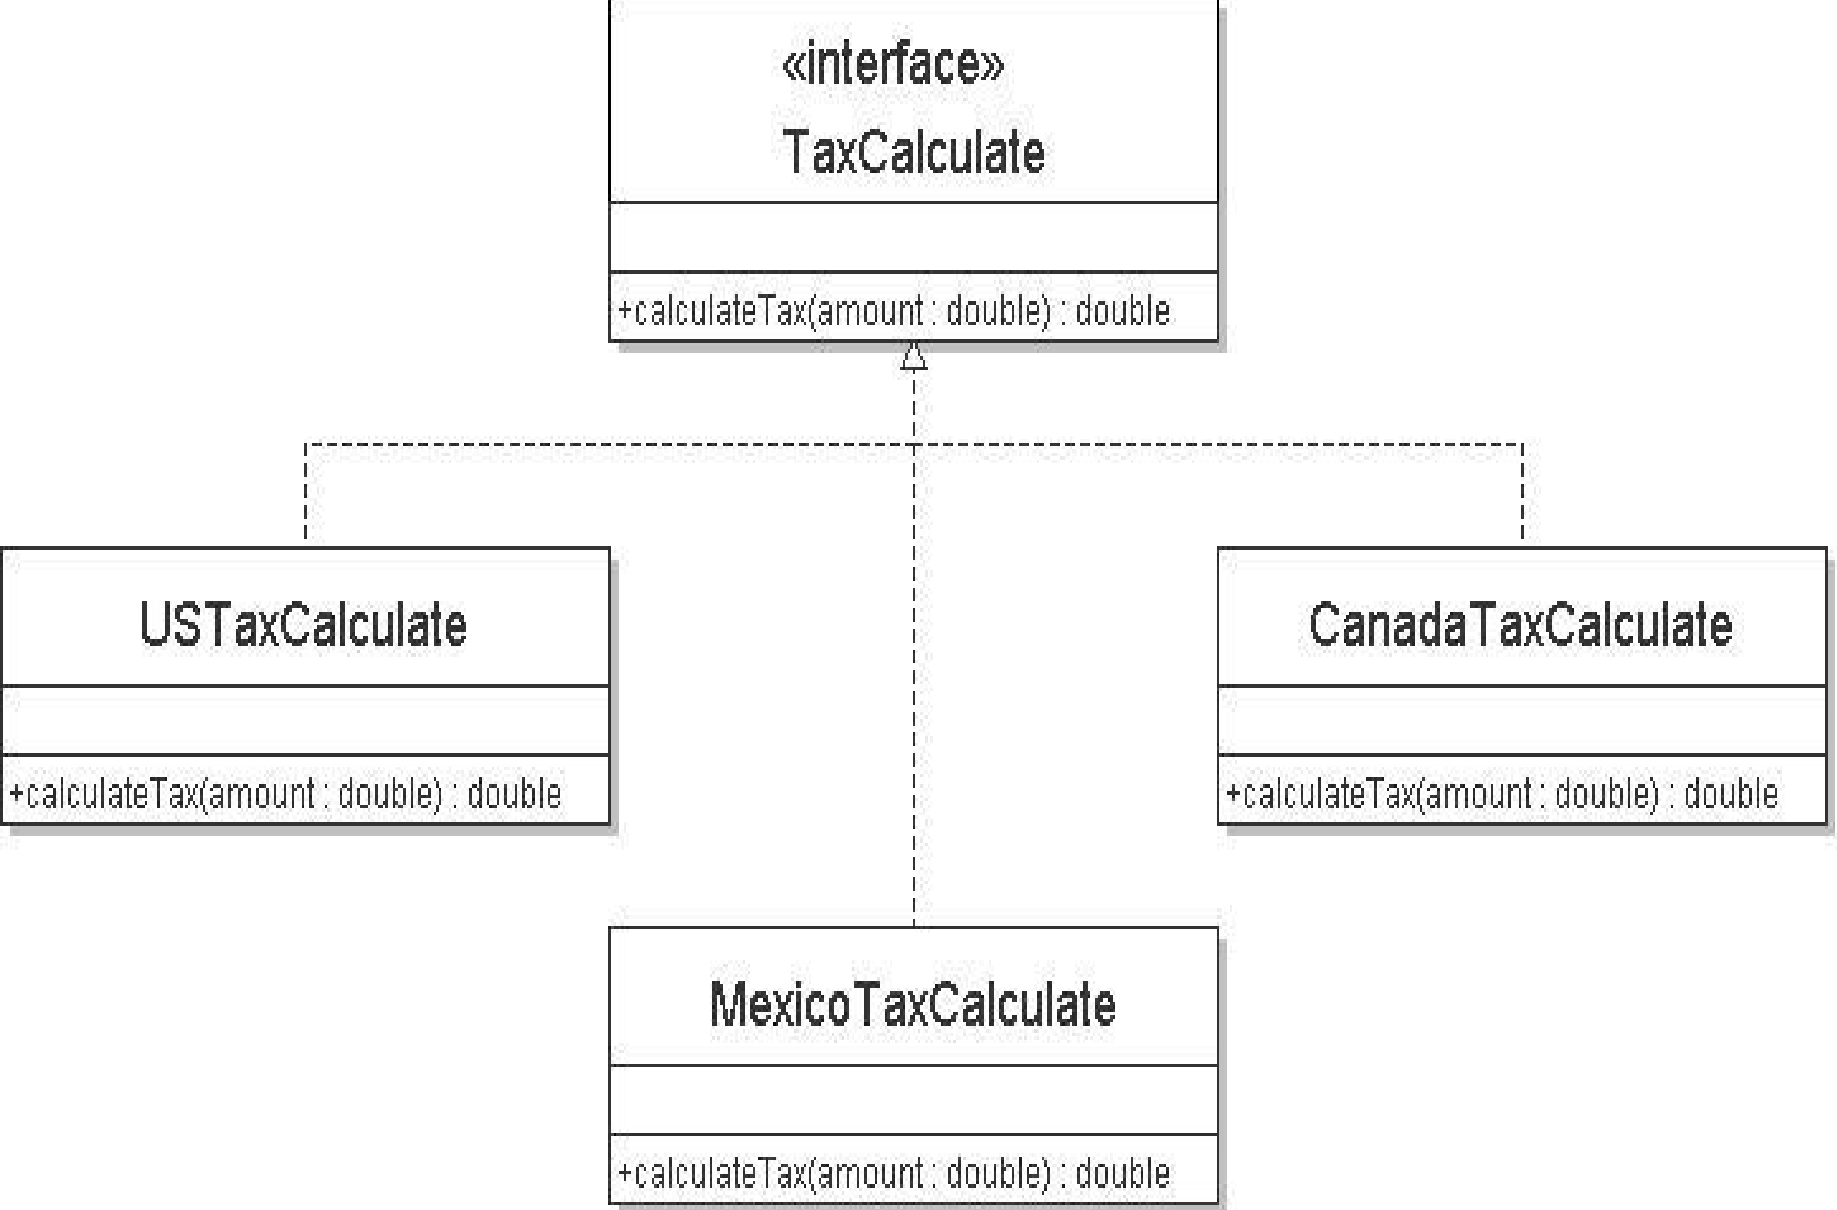 «interface»
TaxCalculate
+calculateTax(amount : double) : double
USTaxCalculate
+calculateTax(amount : double) : double
CanadaTaxCalculate
+calculateTax(amount : double) : double
MexicoTaxCalculate
+calculateTax(amount : double) : double